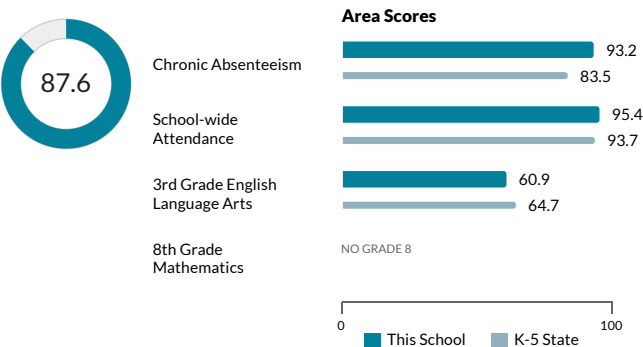 Area Scores
87.6
Chronic Absenteeism
93.2
83.5
School-wide
Attendance
95.4
93.7
3rd Grade English
Language Arts
60.9
64.7
8th Grade
Mathematics
NO GRADE 8
0
100
This School
K-5 State